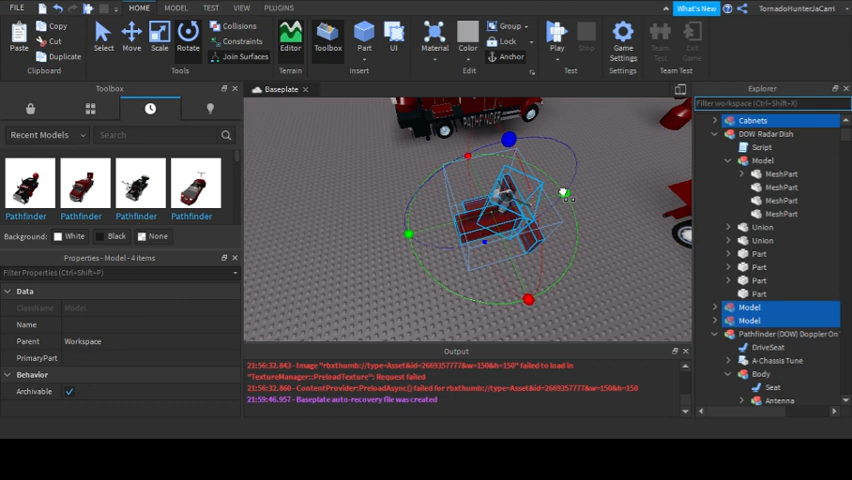 FILE HOME MODEL TEST VIEW PLUGINS What's New TornadoHunterJaCarri
Paste Copy Cut Duplicate Select Move Scale Rotate Collisions Constraints Join Surfaces Editor Toolbox Part UI Material Color Group Lock Anchor Play Stop Game Settings Team Test Exit Game
Clipboard Tools Terrain Insert Edit Test Settings Team Test
Toolbox
Recent Models Search
Pathfinder Pathfinder Pathfinder Pathfinder
Background: White Black None
Properties - Model - 4 items
Filter Properties (Ctrl+Shift+P)
Data
ClassName Model
Name
Parent Workspace
PrimaryPart
Behavior
Archivable
Baseplate
PATHFINDER
Output
21:56:32.843 - Image "rbxthumb://type=Asset&id=2669357777&w=150&h=150" failed to load in
"TextureManager::PreloadTexture": Request failed
21:56:32.860 - ContentProvider:PreloadAsync() failed for rbxthumb://type=Asset&id=2669357777&w=150&h=150
21:59:46.957 - Baseplate auto-recovery file was created
Explorer
Filter workspace (Ctrl+Shift+X)
Cabnets
DOW Radar Dish
Script
Model
MeshPart
MeshPart
MeshPart
MeshPart
Union
Union
Part
Part
Part
Part
Model
Model
Pathfinder (DOW) Doppler On
DriveSeat
A-Chassis Tune
Body
Seat
Antenna